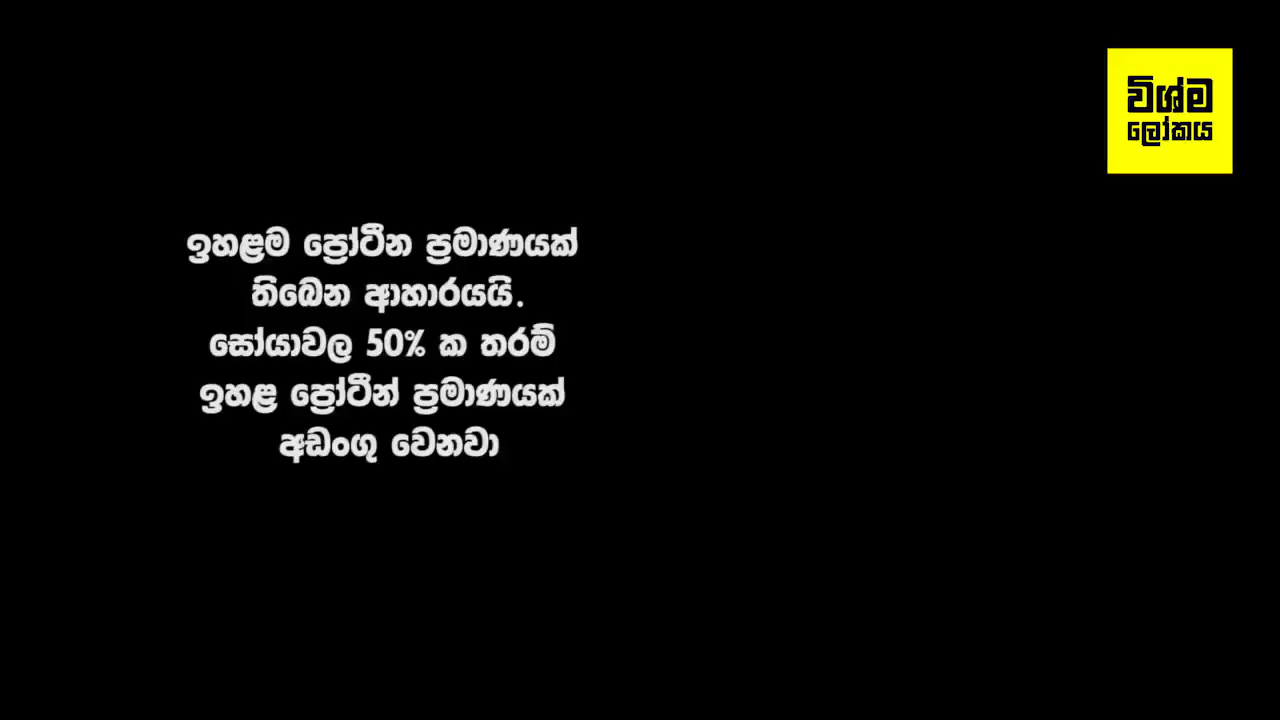 විශ්ම
ලෝකය
ඉහළම ප්‍රෝටීන ප්‍රමාණයක්
තිබෙන ආහාරයයි.
සෝයාවල 50% ක තරම්
ඉහළ ප්‍රෝටීන් ප්‍රමාණයක්
අඩංගු වෙනවා